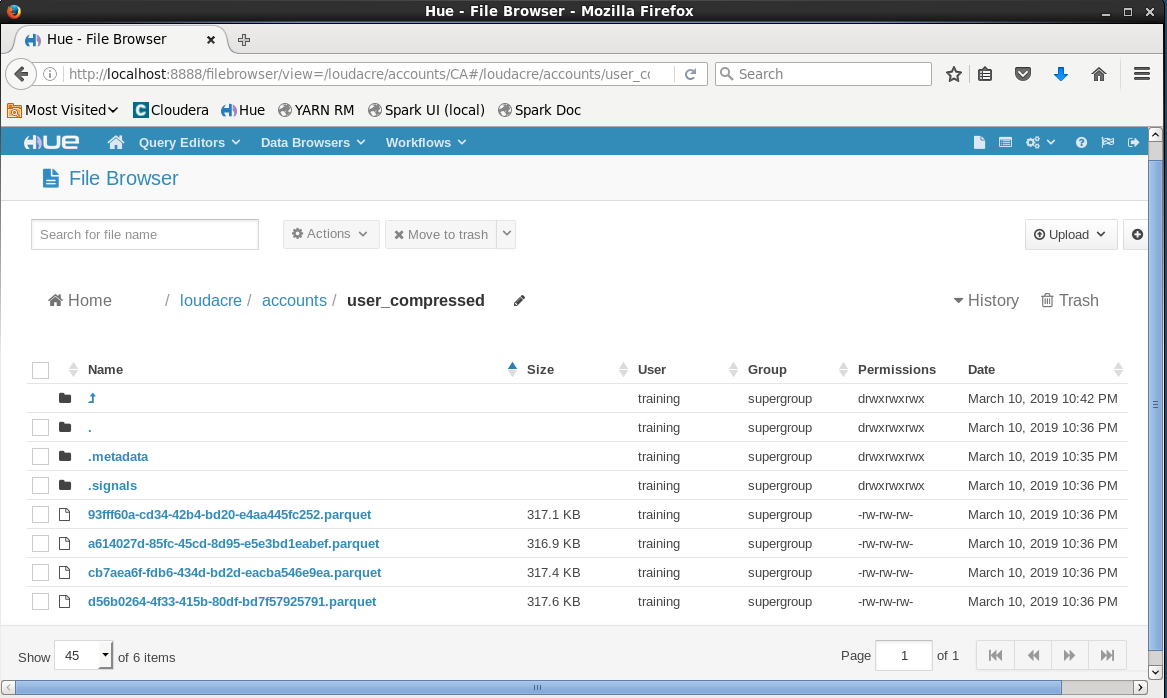 Hue - File Browser - Mozilla Firefox
Hue - File Browser
http://localhost:8888/filebrowser/view=/loudacre/accounts/CA#/loudacre/accounts/user_cc
Search
Most Visited
Cloudera
Hue
YARN RM
Spark UI (local)
Spark Doc
HUE
Query Editors
Data Browsers
Workflows
File Browser
Search for file name
Actions
Move to trash
Upload
Home / loudacre / accounts / user_compressed
History
Trash
Name Size User Group Permissions Date
training supergroup drwxrwxrwx March 10, 2019 10:42 PM
. training supergroup drwxrwxrwx March 10, 2019 10:36 PM
.metadata training supergroup drwxrwxrwx March 10, 2019 10:35 PM
.signals training supergroup drwxrwxrwx March 10, 2019 10:36 PM
93fff60a-cd34-42b4-bd20-e4aa445fc252.parquet 317.1 KB training supergroup -rw-rw-rw- March 10, 2019 10:36 PM
a614027d-85fc-45cd-8d95-e5e3bd1eabef.parquet 316.9 KB training supergroup -rw-rw-rw- March 10, 2019 10:36 PM
cb7aea6f-fdb6-434d-bd2d-eacba546e9ea.parquet 317.4 KB training supergroup -rw-rw-rw- March 10, 2019 10:36 PM
d56b0264-4f33-415b-80df-bd7f57925791.parquet 317.6 KB training supergroup -rw-rw-rw- March 10, 2019 10:36 PM
Show 45 of 6 items
Page 1 of 1